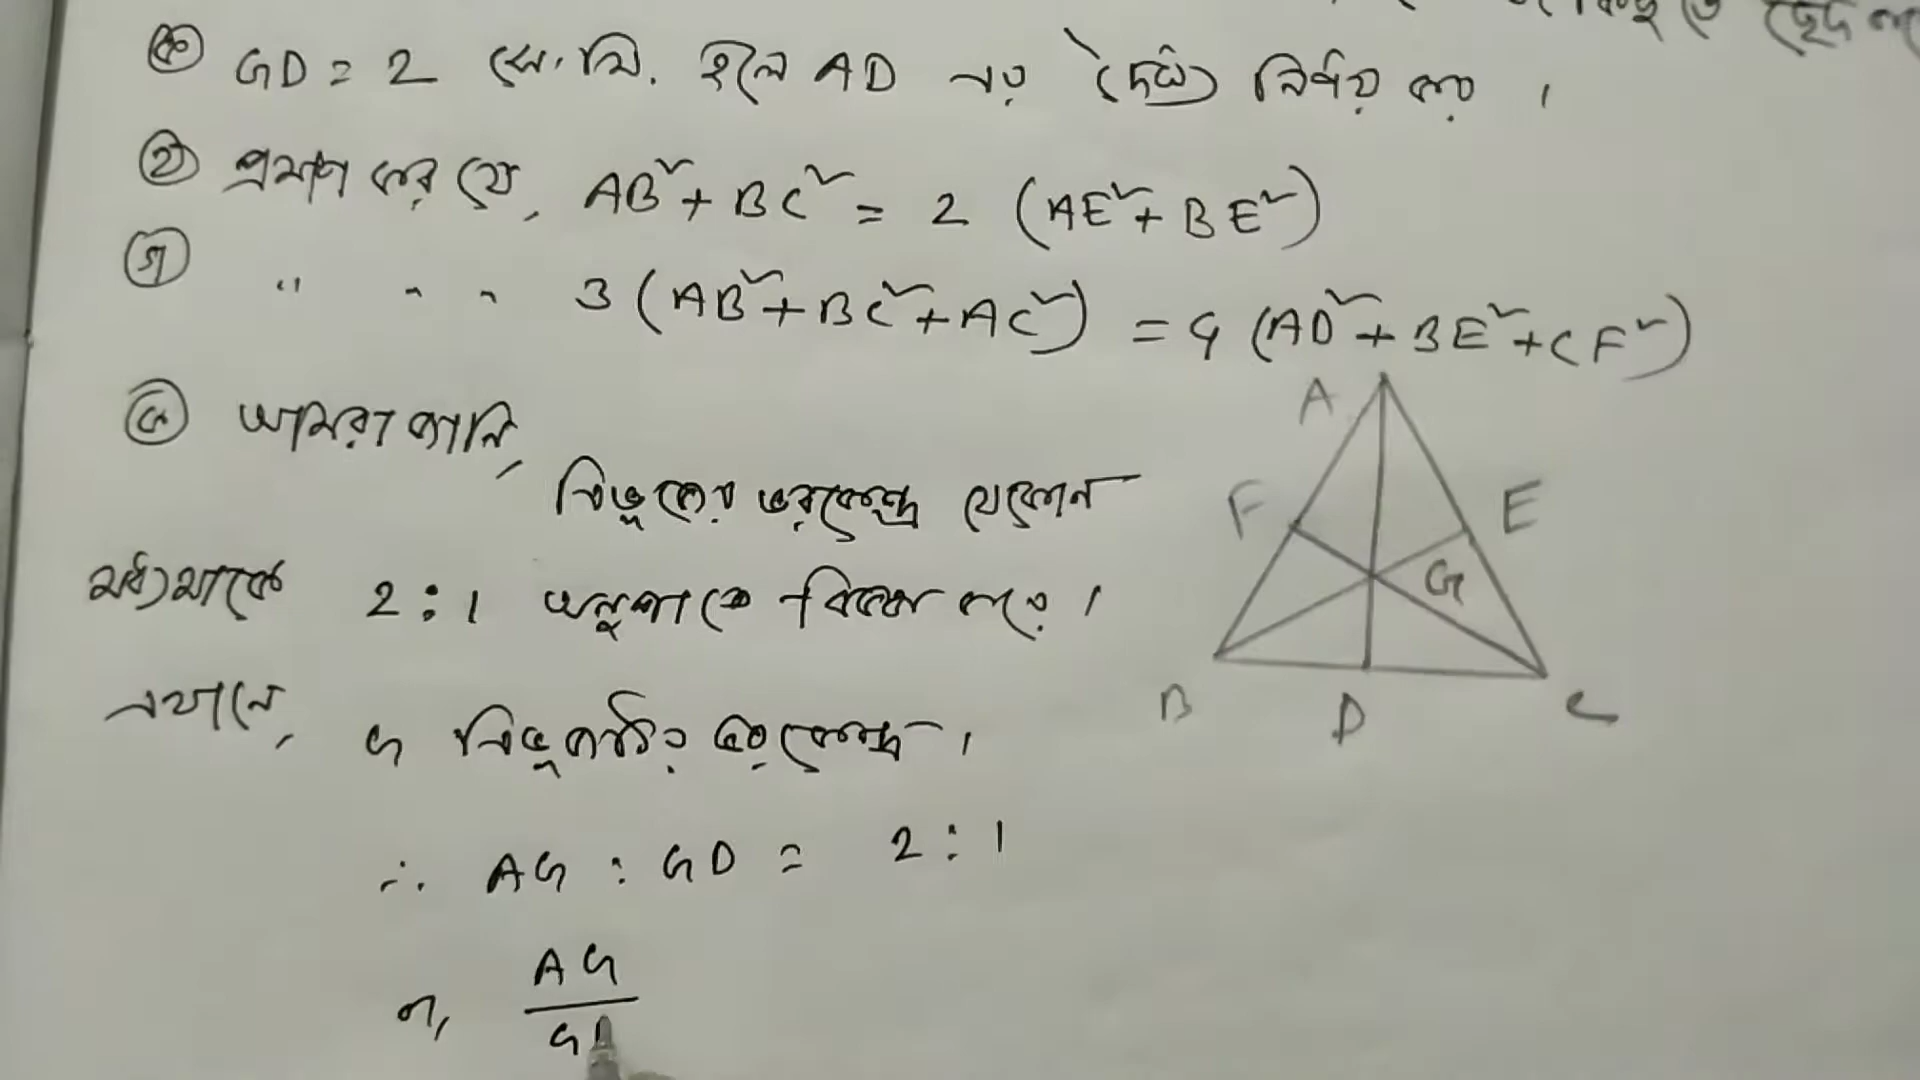 ক GD = 2 সে.মি. হলে AD এর দৈর্ঘ্য নির্ণয় কর ।
খ প্রমাণ কর যে, AB² + BC² = 2 (AE² + BE²)
গ " " " 3 (AB² + BC² + AC²) = 4 (AD² + BE² + CF²)
ক আমরা জানি,
ত্রিভুজের ভরকেন্দ্র যেকোন
মধ্যমাকে 2 : 1 অনুপাতে বিভক্ত করে ।
এখানে, G ত্রিভুজটির ভরকেন্দ্র ।
∴ AG : GD = 2 : 1
বা, AG
G
A
F E
G
B D C